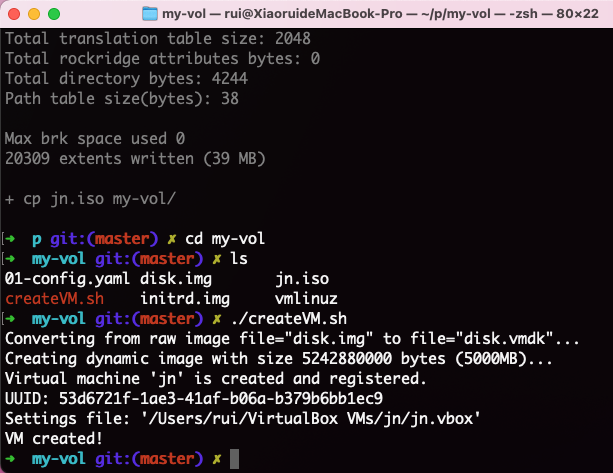 my-vol — rui@XiaoruideMacBook-Pro — ~/p/my-vol — -zsh — 80×22
Total translation table size: 2048
Total rockridge attributes bytes: 0
Total directory bytes: 4244
Path table size(bytes): 38
Max brk space used 0
20309 extents written (39 MB)
+ cp jn.iso my-vol/
[➜  p git:(master) ✗ cd my-vol
[➜  my-vol git:(master) ✗ ls
01-config.yaml disk.img       jn.iso
createVM.sh    initrd.img     vmlinuz
[➜  my-vol git:(master) ✗ ./createVM.sh
Converting from raw image file="disk.img" to file="disk.vmdk"...
Creating dynamic image with size 5242880000 bytes (5000MB)...
Virtual machine 'jn' is created and registered.
UUID: 53d6721f-1ae3-41af-b06a-b379b6bb1ec9
Settings file: '/Users/rui/VirtualBox VMs/jn/jn.vbox'
VM created!
➜  my-vol git:(master) ✗